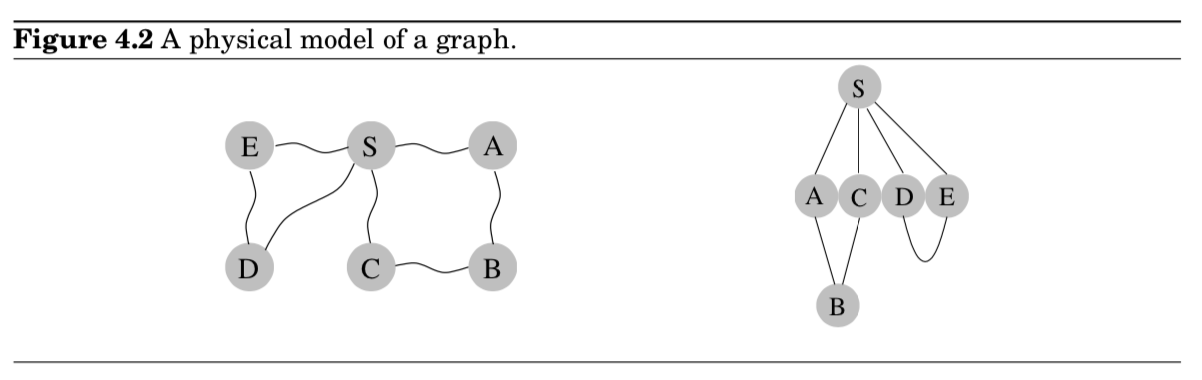 Figure 4.2 A physical model of a graph.
S
E S A
A C D E
D C B
B